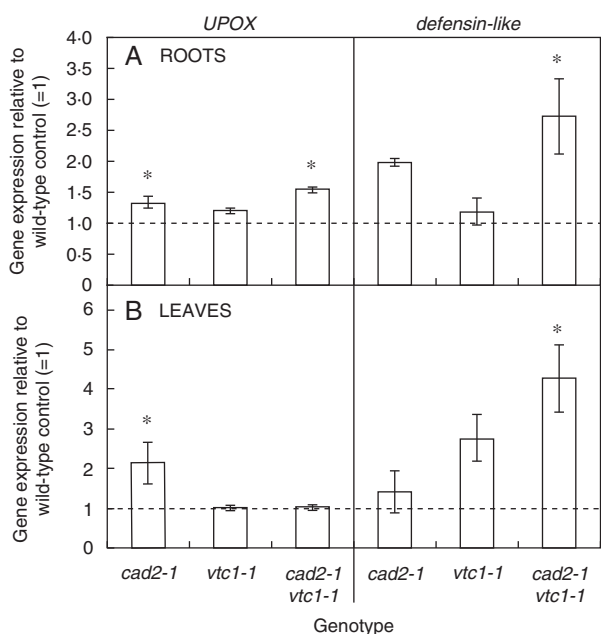 UPOX defensin-like
A ROOTS
Gene expression relative to
wild-type control (=1)
4·0
3·5
3·0
2·5
2·0
1·5
1·0
0·5
0
* * *
B LEAVES
Gene expression relative to
wild-type control (=1)
6
5
4
3
2
1
0
* *
cad2-1 vtc1-1 cad2-1 cad2-1 vtc1-1 cad2-1
vtc1-1 vtc1-1
Genotype